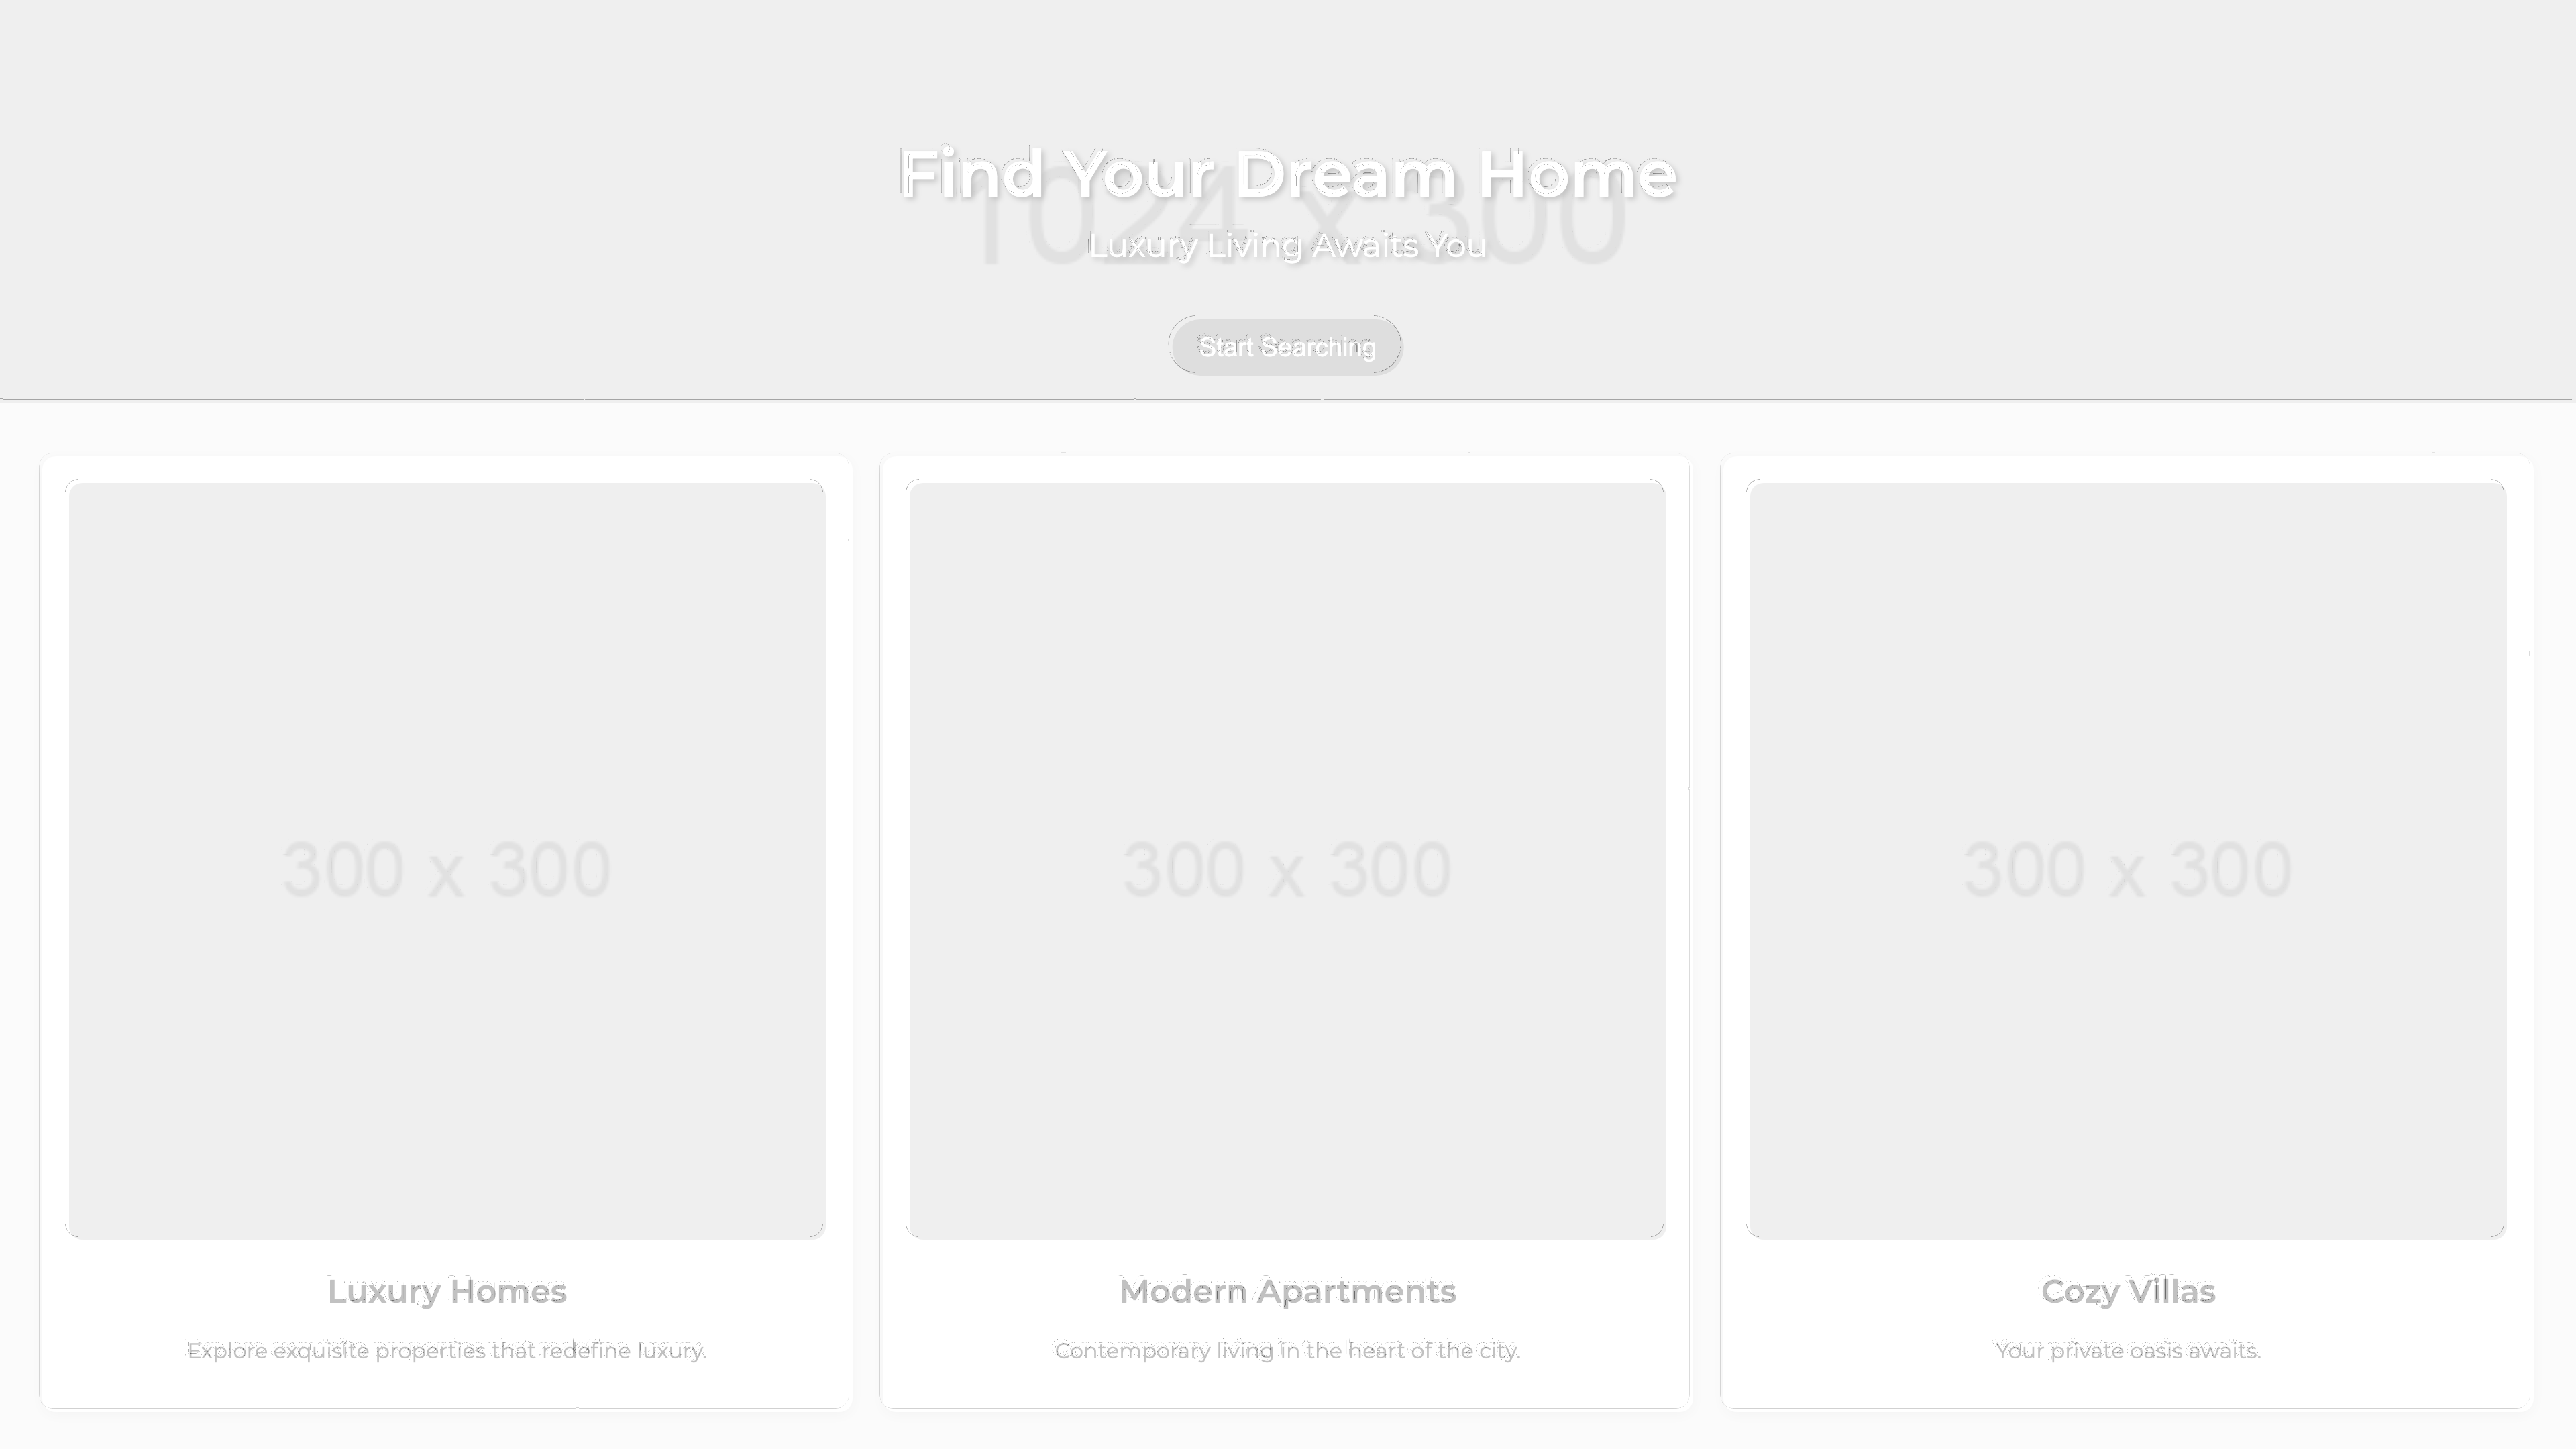 Find Your Dream Home
1024 x 300
Luxury Living Awaits You
Start Searching
300 x 300
300 x 300
300 x 300
Luxury Homes
Modern Apartments
Cozy Villas
Explore exquisite properties that redefine luxury.
Contemporary living in the heart of the city.
Your private oasis awaits.